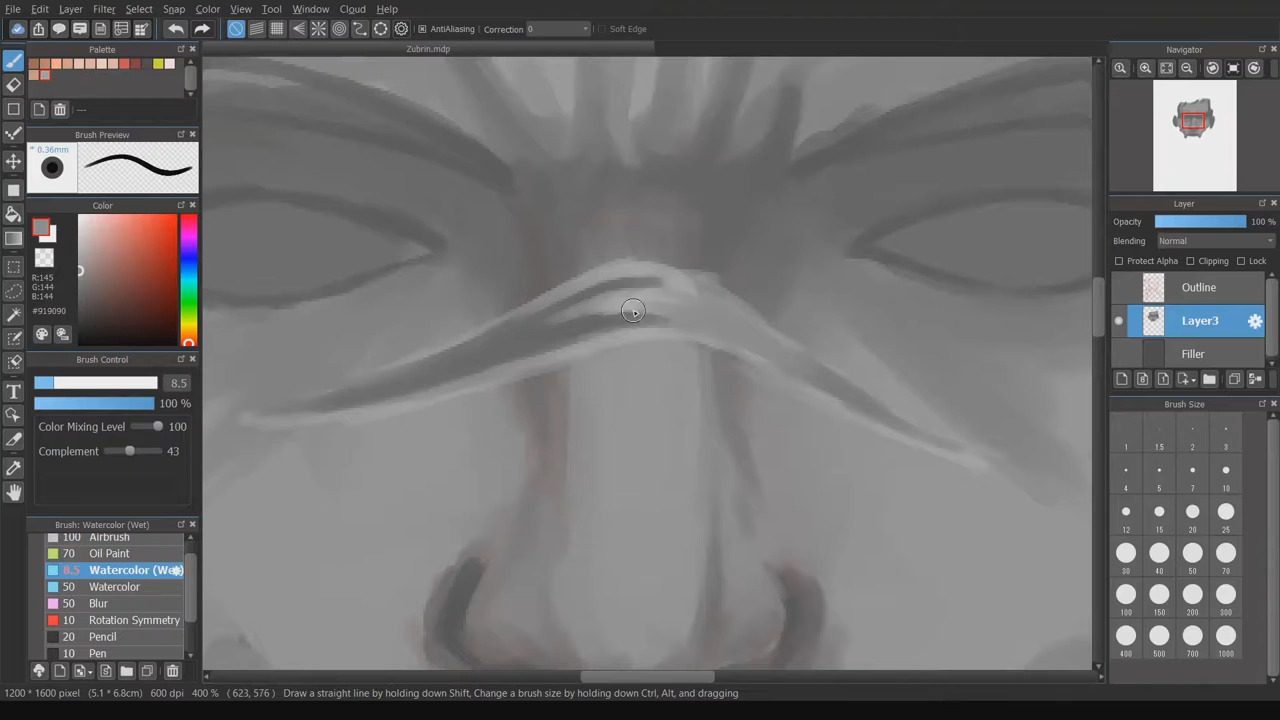 File Edit Filter Select Snap Color View Tool Window Cloud Help
AntiAliasing Correction 0 Soft Edge
Zubrin.mdp
Palette
---
Brush Preview
* 0.36mm
Color
R:145
G:144
B:144
#919090
Brush Control
8.5
100 %
Color Mixing Level 100
Complement 43
Brush: Watercolor (Wet)
100 Airbrush
70 Oil Paint
8.5 Watercolor (Wet)
50 Watercolor
50 Blur
10 Rotation Symmetry
20 Pencil
10 Pen
Navigator
Layer
Opacity 100 %
Blending Normal
Protect Alpha Clipping Lock
Outline
Layer3
Filler
Brush Size
1 1.5 2 3
4 5 7 10
12 15 20 25
30 40 50 70
100 150 200 300
400 500 700 1000
1200 * 1600 pixel (5.1 * 6.8cm) 600 dpi 400 % ( 623, 576 ) Draw a straight line by holding down Shift, Change a brush size by holding down Ctrl, Alt, and dragging